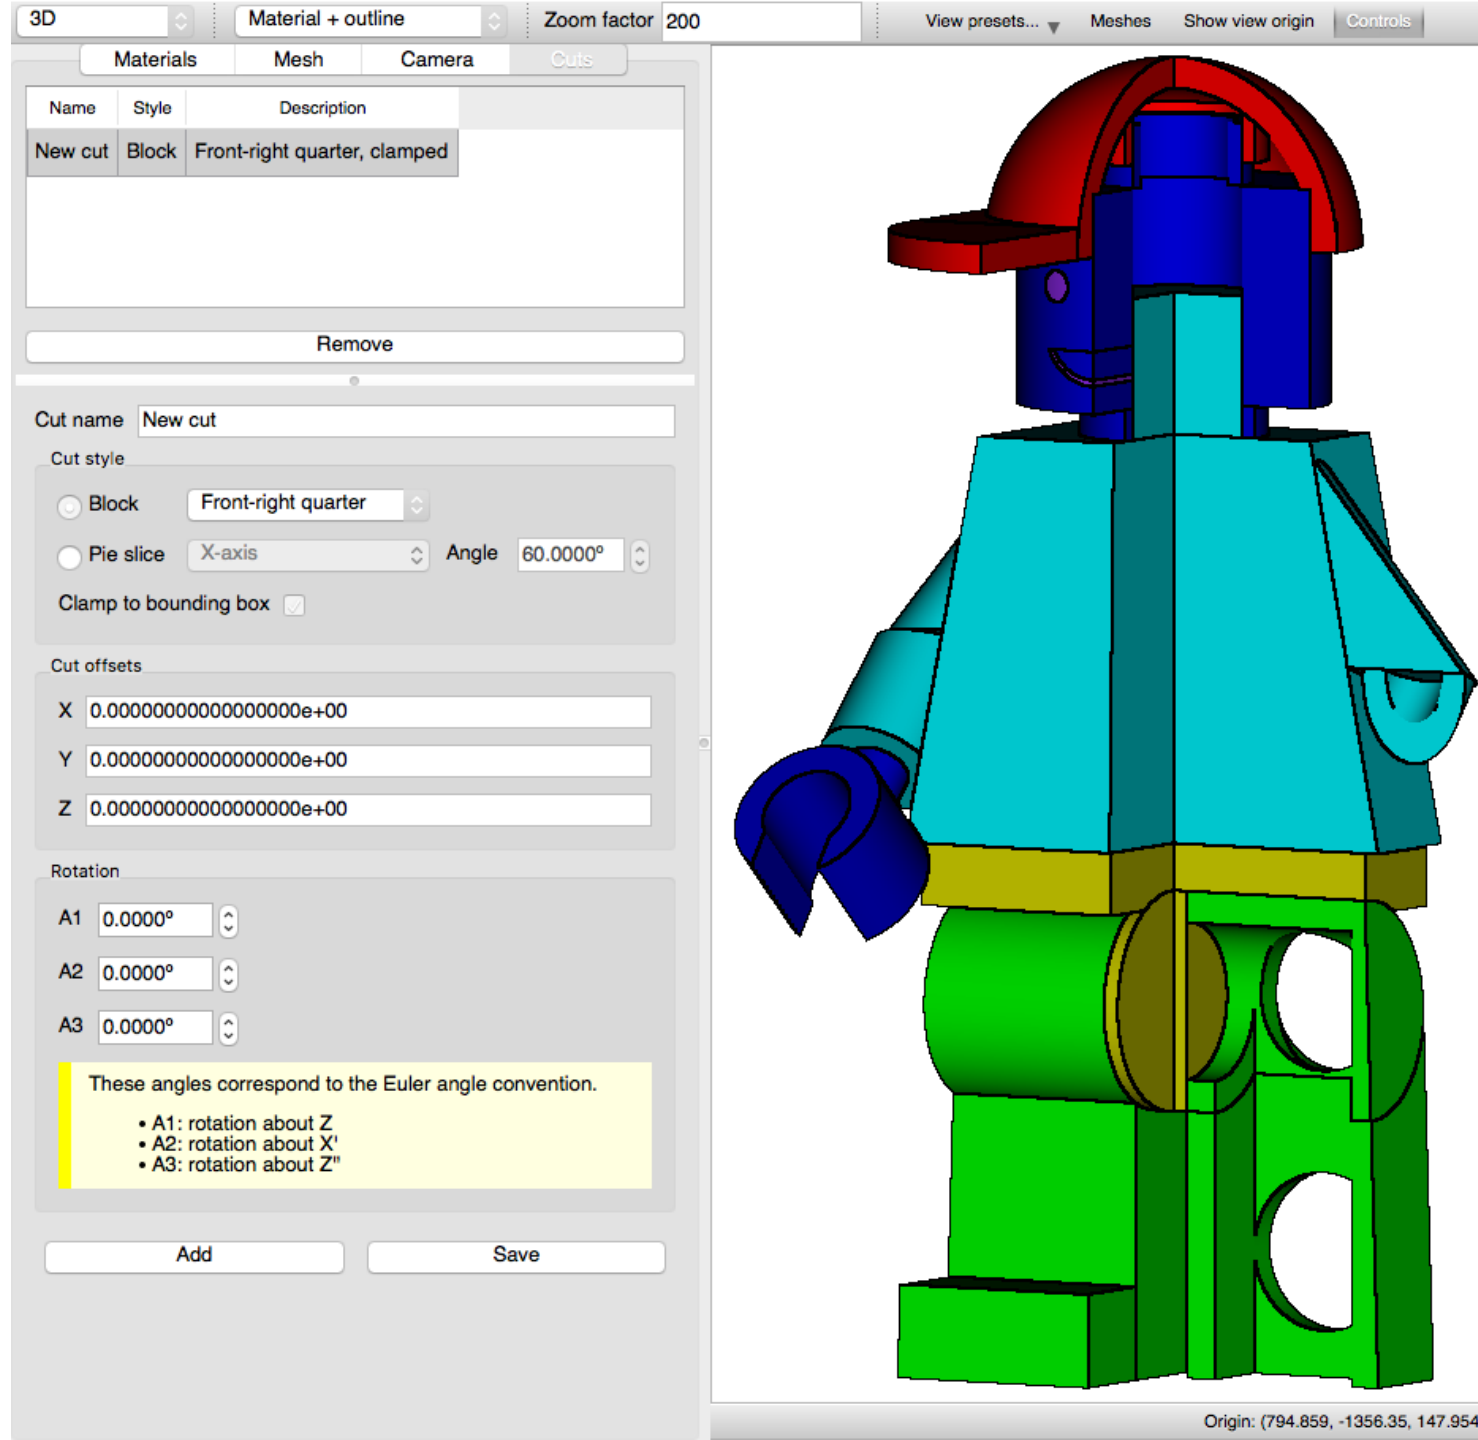 3D Material + outline Zoom factor 200 View presets... Meshes Show view origin Controls
Materials Mesh Camera Cuts
Name Style Description
New cut Block Front-right quarter, clamped
Remove
Cut name New cut
Cut style
Block Front-right quarter
Pie slice X-axis Angle 60.0000º
Clamp to bounding box
Cut offsets
X 0.00000000000000000e+00
Y 0.00000000000000000e+00
Z 0.00000000000000000e+00
Rotation
A1 0.0000º
A2 0.0000º
A3 0.0000º
These angles correspond to the Euler angle convention.
• A1: rotation about Z
• A2: rotation about X'
• A3: rotation about Z"
Add Save
Origin: (794.859, -1356.35, 147.954